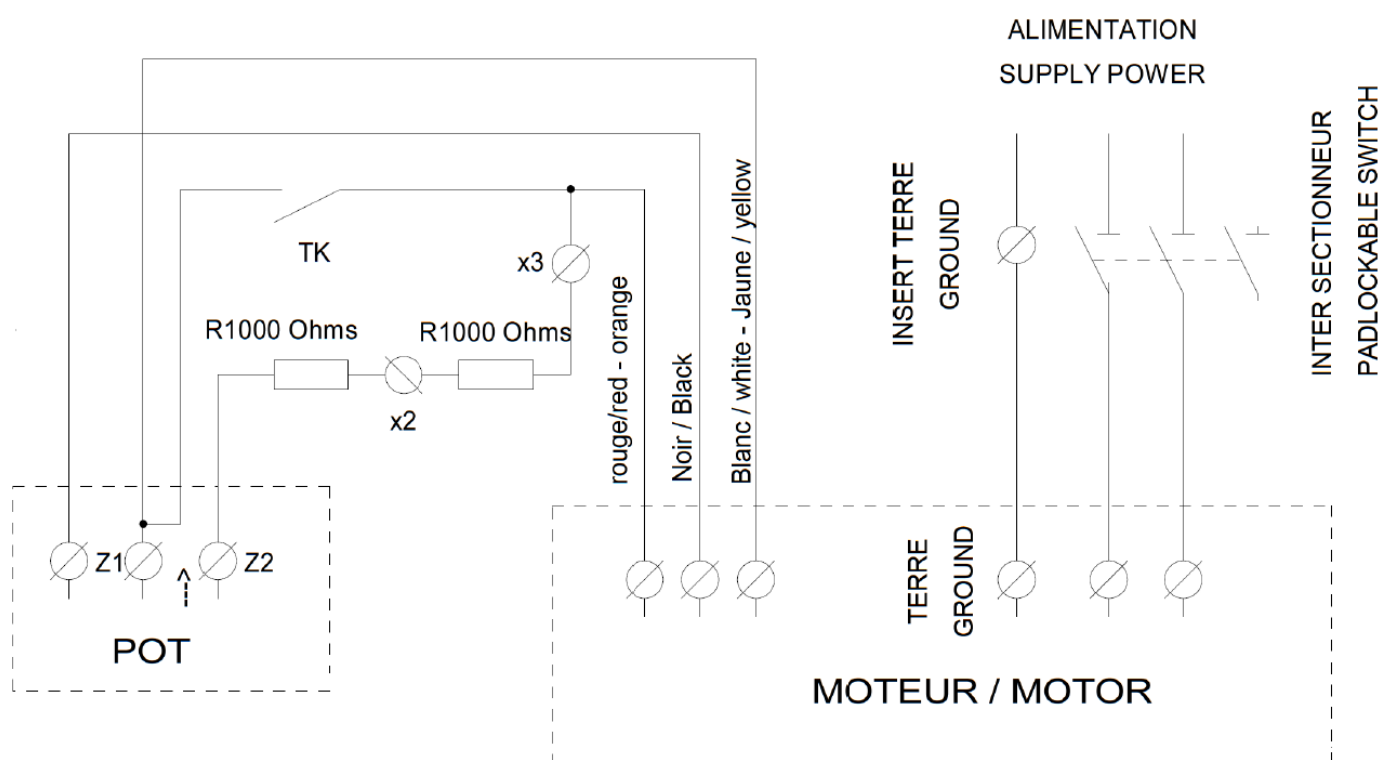 ALIMENTATION
SUPPLY POWER
INTER SECTIONNEUR
PADLOCKABLE SWITCH
INSERT TERRE
GROUND
TK
x3
R1000 Ohms
R1000 Ohms
x2
rouge/red - orange
Noir / Black
Blanc / white - Jaune / yellow
Z1
Z2
POT
TERRE
GROUND
MOTEUR / MOTOR